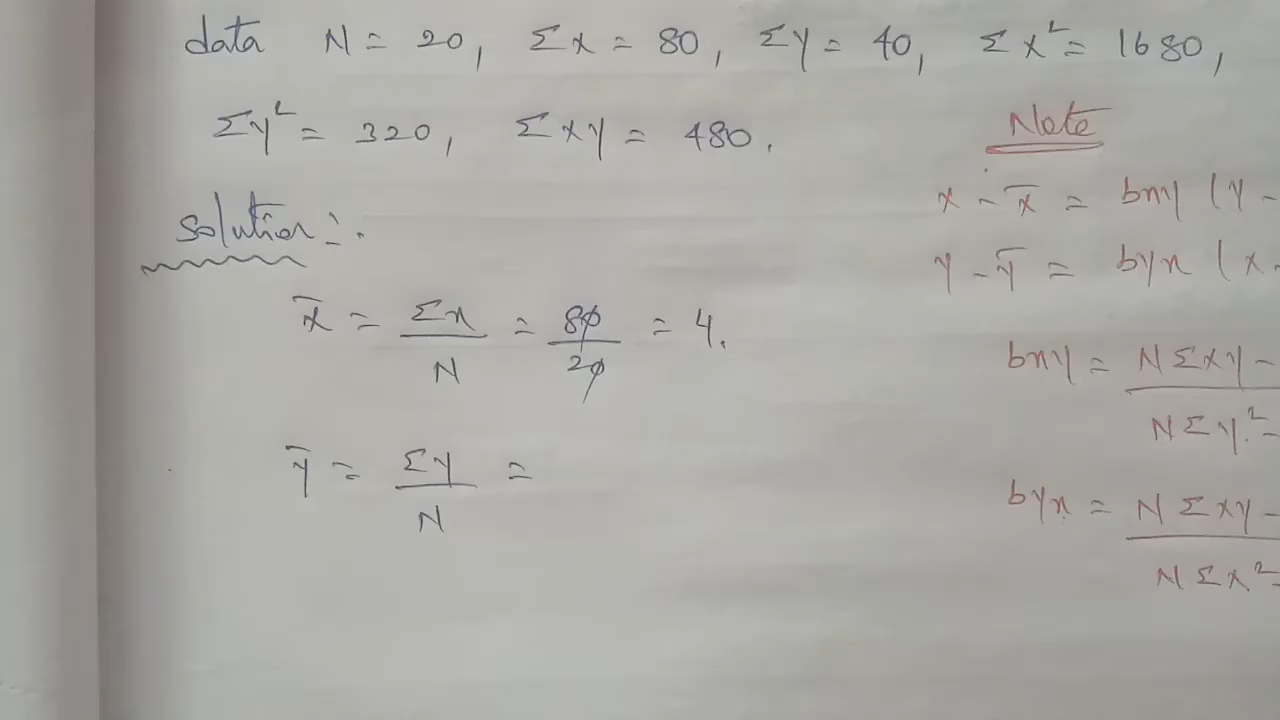 data N = 20, Σx = 80, Σy = 40, Σx² = 1680,
Σy² = 320, Σxy = 480.
Solution:-
x̄ = Σx/N = 80/20 = 4.
ȳ = Σy/N =
Note
x - x̄ = bxy (y -
y - ȳ = byx (x -
bxy = NΣxy - / NΣy² -
byx = NΣxy - / NΣx² -